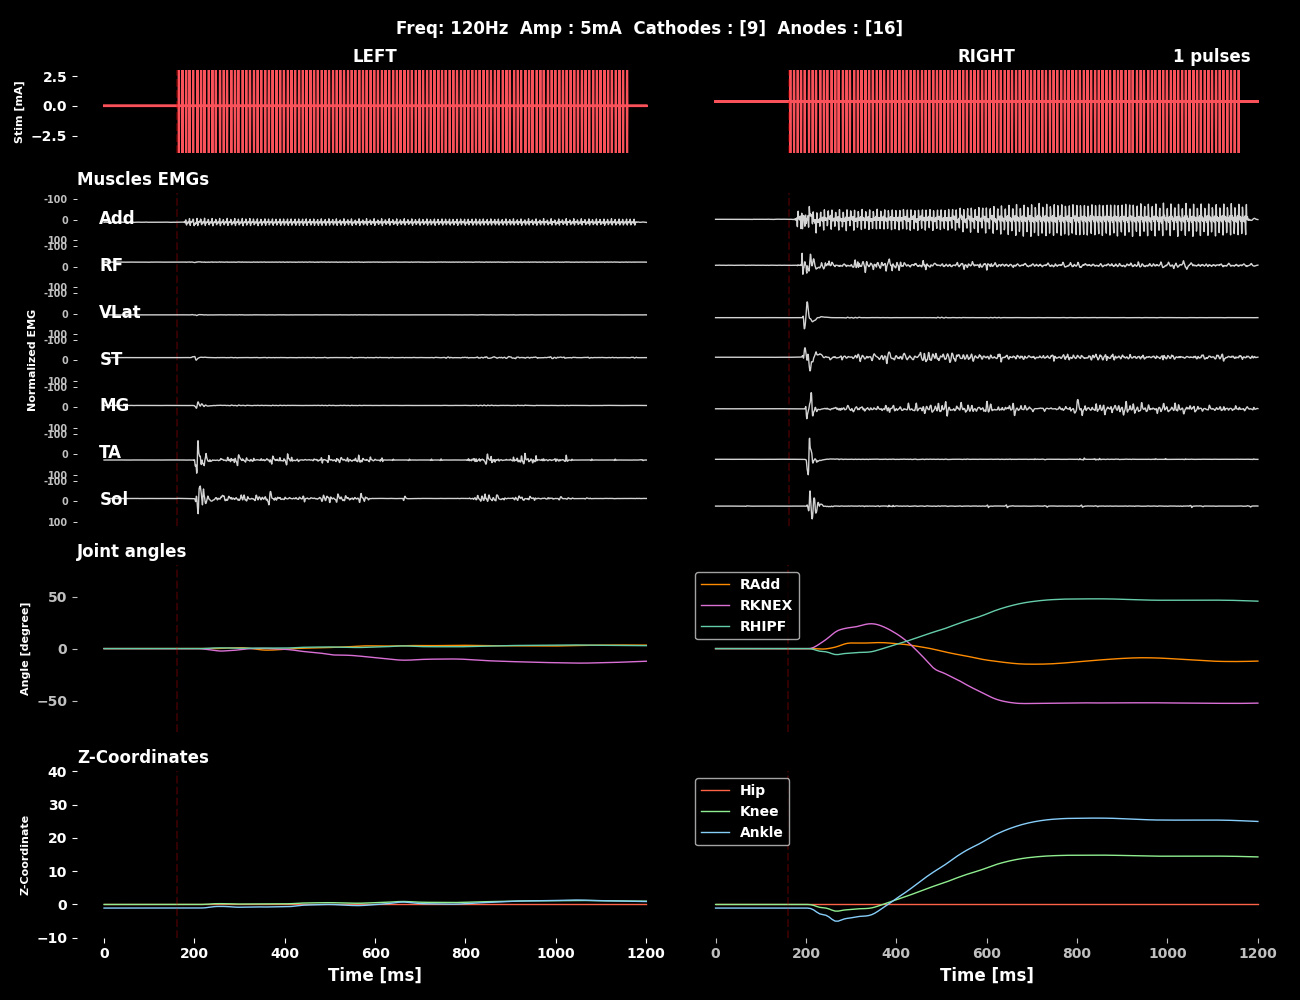 Freq: 120Hz  Amp : 5mA  Cathodes : [9]  Anodes : [16]
LEFT
RIGHT
1 pulses
Stim [mA]
2.5
0.0
−2.5
Muscles EMGs
Normalized EMG
-100
0
100
Add
-100
0
100
RF
-100
0
100
VLat
-100
0
100
ST
-100
0
100
MG
-100
0
100
TA
-100
0
100
Sol
Joint angles
Angle [degree]
50
0
−50
RAdd
RKNEX
RHIPF
Z-Coordinates
Z-Coordinate
40
30
20
10
0
−10
Hip
Knee
Ankle
0 200 400 600 800 1000 1200
0 200 400 600 800 1000 1200
Time [ms]
Time [ms]